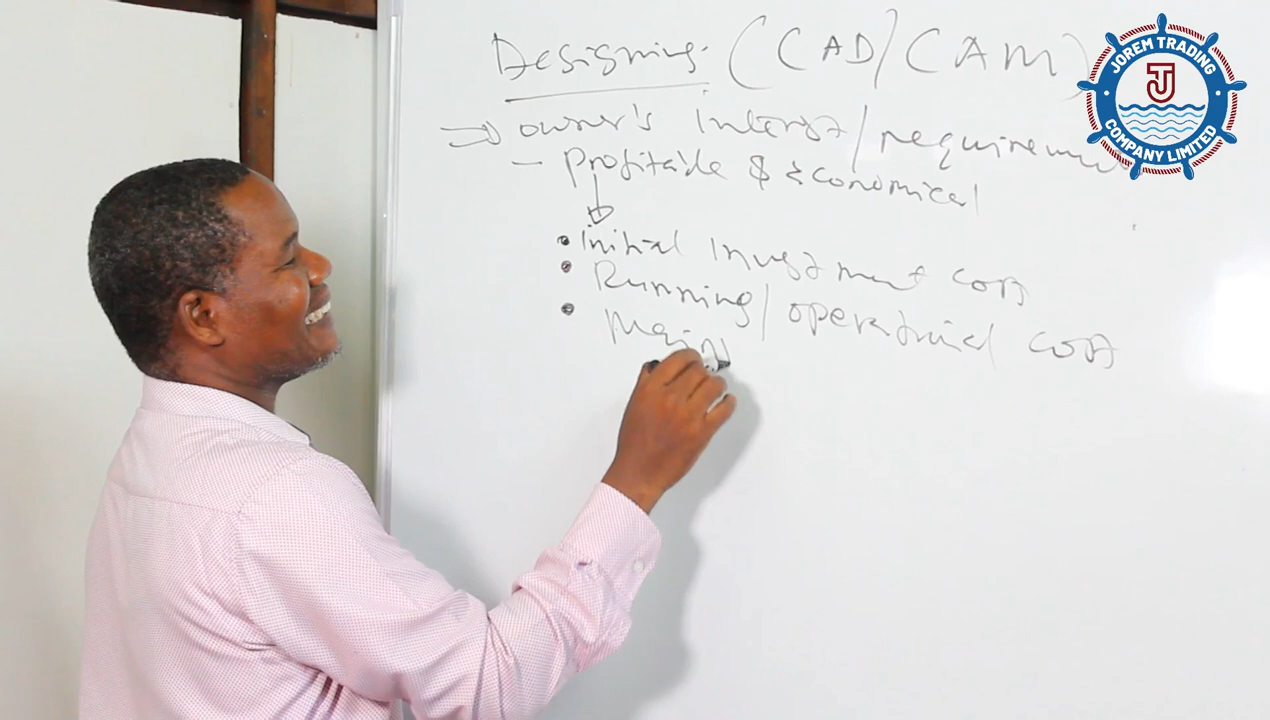 Designing (CAD/CAM)
⇒ owner's interest/requirement
- Profitable & Economical
↓
• Initial Investment cost
• Running/operational cost
• Main
JOREM TRADING
JT
COMPANY LIMITED